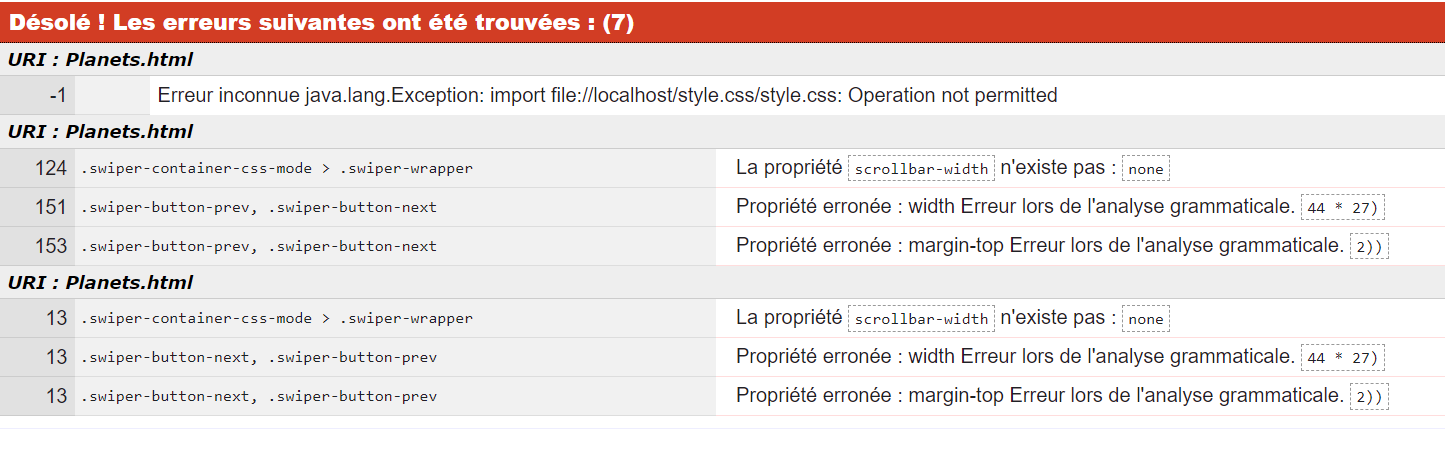 Désolé ! Les erreurs suivantes ont été trouvées : (7)
URI : Planets.html
-1 Erreur inconnue java.lang.Exception: import file://localhost/style.css/style.css: Operation not permitted
URI : Planets.html
124 .swiper-container-css-mode > .swiper-wrapper La propriété scrollbar-width n'existe pas : none
151 .swiper-button-prev, .swiper-button-next Propriété erronée : width Erreur lors de l'analyse grammaticale. 44 * 27)
153 .swiper-button-prev, .swiper-button-next Propriété erronée : margin-top Erreur lors de l'analyse grammaticale. 2))
URI : Planets.html
13 .swiper-container-css-mode > .swiper-wrapper La propriété scrollbar-width n'existe pas : none
13 .swiper-button-next, .swiper-button-prev Propriété erronée : width Erreur lors de l'analyse grammaticale. 44 * 27)
13 .swiper-button-next, .swiper-button-prev Propriété erronée : margin-top Erreur lors de l'analyse grammaticale. 2))